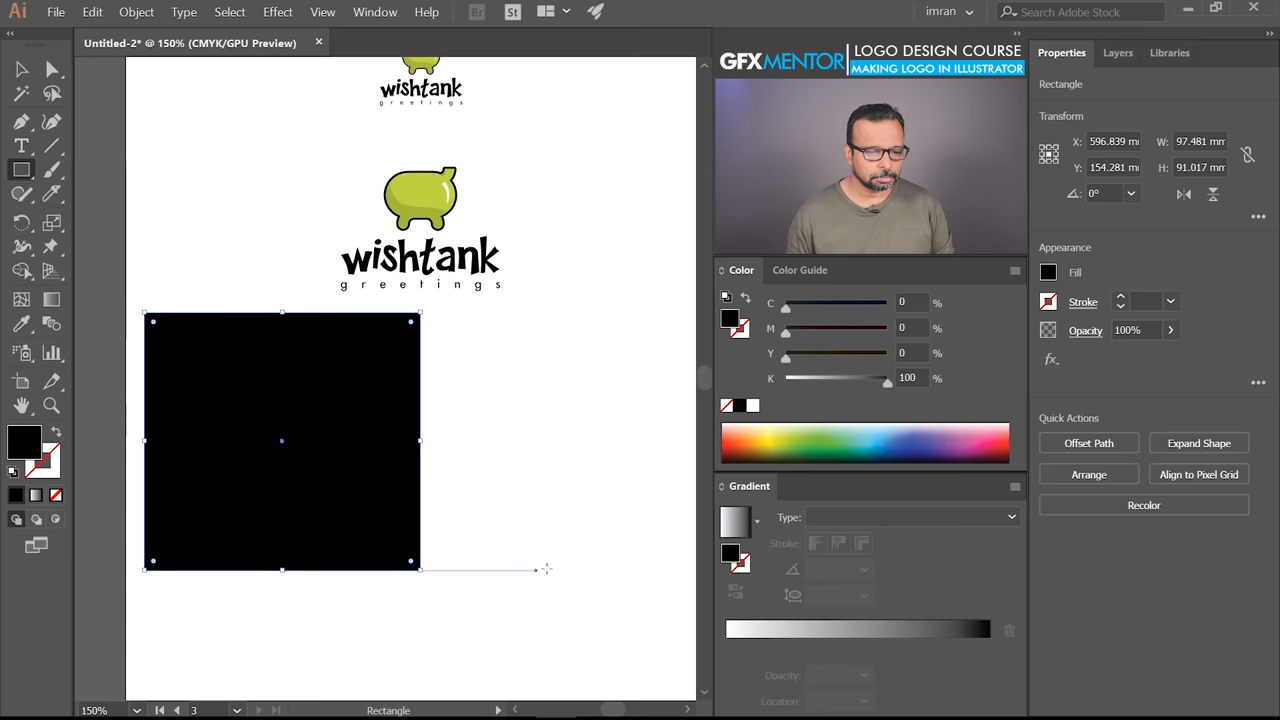 Ai File Edit Object Type Select Effect View Window Help Br St imran Search Adobe Stock
Untitled-2* @ 150% (CMYK/GPU Preview)
wishtank
greetings
wishtank
greetings
150% 3 Rectangle
GFXMENTOR LOGO DESIGN COURSE
MAKING LOGO IN ILLUSTRATOR
Color Color Guide
C 0 %
M 0 %
Y 0 %
K 100 %
Gradient
Type:
Stroke:
Opacity:
Location:
Properties Layers Libraries
Rectangle
Transform
X: 596.839 m W: 97.481 mm
Y: 154.281 m H: 91.017 mm
0°
Appearance
Fill
Stroke
Opacity 100%
fx.
Quick Actions
Offset Path Expand Shape
Arrange Align to Pixel Grid
Recolor